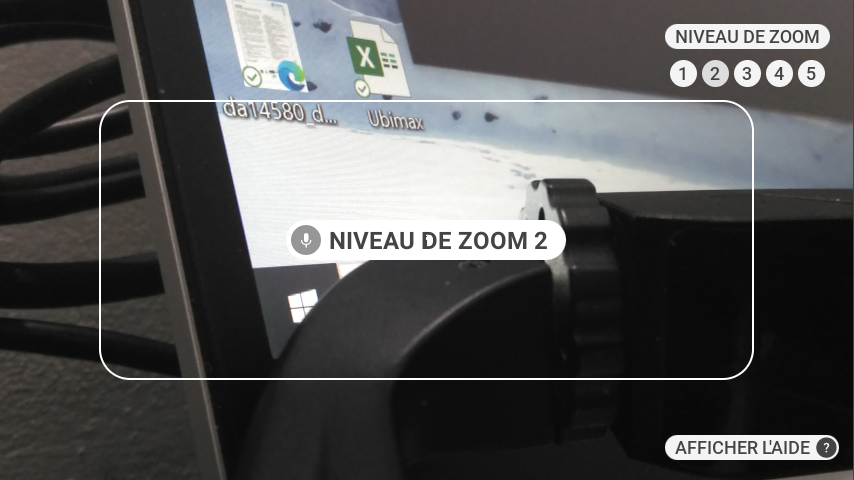 NIVEAU DE ZOOM
1 2 3 4 5
da14580_d...
Ubimax
NIVEAU DE ZOOM 2
AFFICHER L'AIDE ?